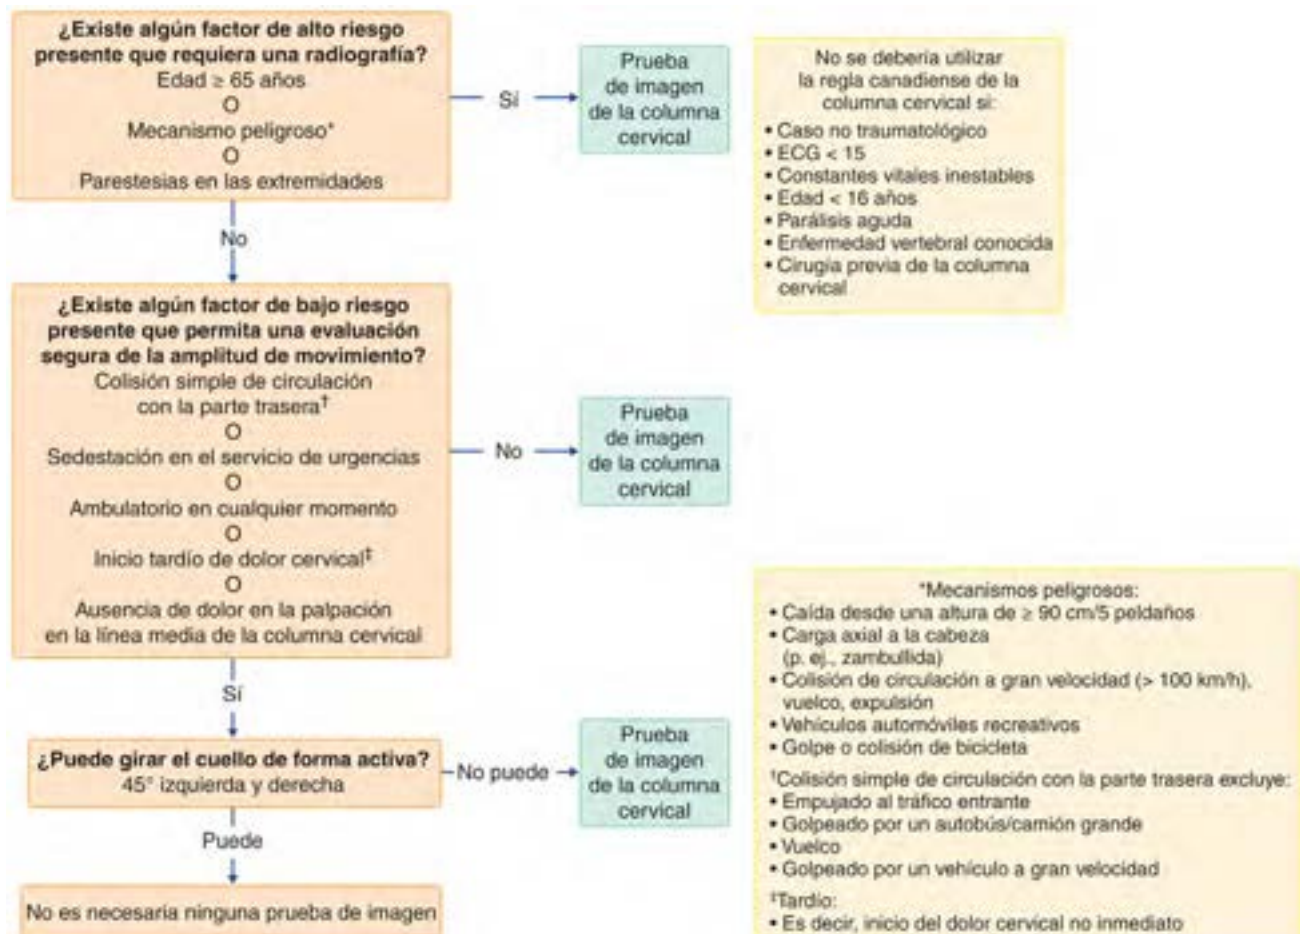 ¿Existe algún factor de alto riesgo
presente que requiera una radiografía?
Edad ≥ 65 años
O
Mecanismo peligroso*
O
Parestesias en las extremidades
Sí
Prueba
de imagen
de la columna
cervical
No se debería utilizar
la regla canadiense de la
columna cervical si:
• Caso no traumatológico
• ECG < 15
• Constantes vitales inestables
• Edad < 16 años
• Parálisis aguda
• Enfermedad vertebral conocida
• Cirugía previa de la columna
cervical
No
¿Existe algún factor de bajo riesgo
presente que permita una evaluación
segura de la amplitud de movimiento?
Colisión simple de circulación
con la parte trasera†
O
Sedestación en el servicio de urgencias
O
Ambulatorio en cualquier momento
O
Inicio tardío de dolor cervical‡
O
Ausencia de dolor en la palpación
en la línea media de la columna cervical
No
Prueba
de imagen
de la columna
cervical
Sí
¿Puede girar el cuello de forma activa?
45° izquierda y derecha
No puede
Prueba
de imagen
de la columna
cervical
Puede
No es necesaria ninguna prueba de imagen
*Mecanismos peligrosos:
• Caída desde una altura de ≥ 90 cm/5 peldaños
• Carga axial a la cabeza
(p. ej., zambullida)
• Colisión de circulación a gran velocidad (> 100 km/h),
vuelco, expulsión
• Vehículos automóviles recreativos
• Golpe o colisión de bicicleta
†Colisión simple de circulación con la parte trasera excluye:
• Empujado al tráfico entrante
• Golpeado por un autobús/camión grande
• Vuelco
• Golpeado por un vehículo a gran velocidad
‡Tardío:
• Es decir, inicio del dolor cervical no inmediato